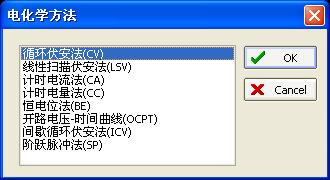 电化学方法
循环伏安法(CV)
线性扫描伏安法(LSV)
计时电流法(CA)
计时电量法(CC)
恒电位法(BE)
开路电压-时间曲线(OCPT)
间歇循环伏安法(ICV)
阶跃脉冲法(SP)
OK
Cancel